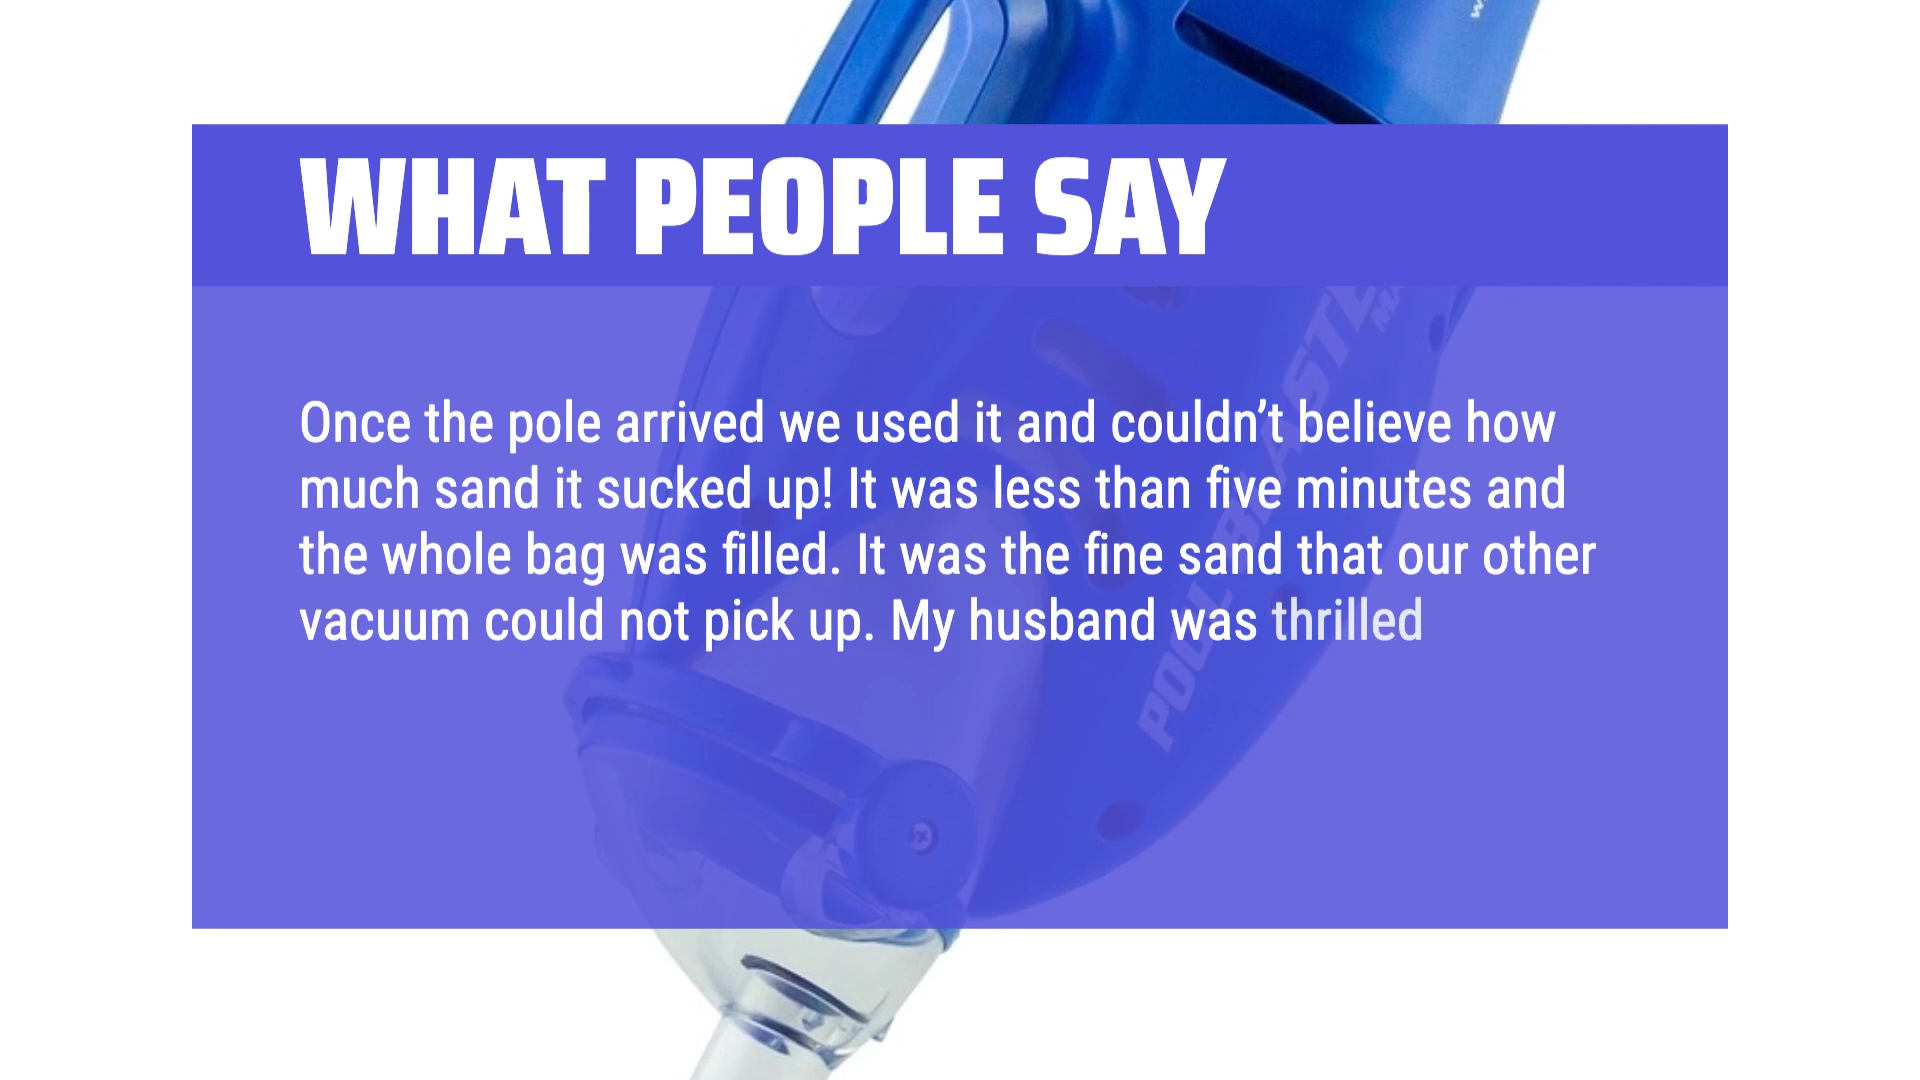 WHAT PEOPLE SAY
Once the pole arrived we used it and couldn’t believe how
much sand it sucked up! It was less than five minutes and
the whole bag was filled. It was the fine sand that our other
vacuum could not pick up. My husband was thrilled
POOL BLASTER